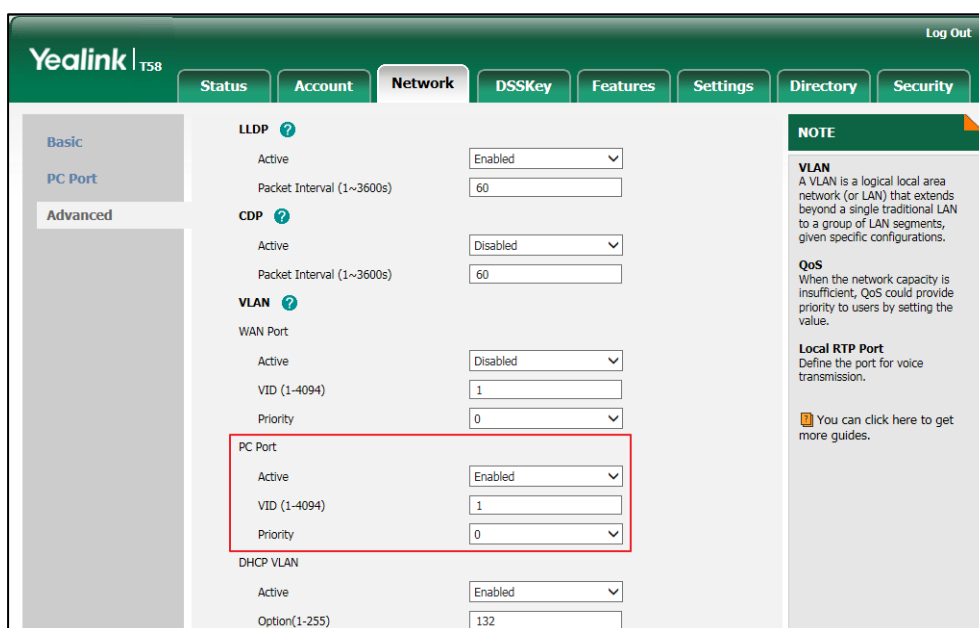 Log Out
Yealink | T58
Status Account Network DSSKey Features Settings Directory Security
Basic
PC Port
Advanced
LLDP ?
Active Enabled
Packet Interval (1~3600s) 60
CDP ?
Active Disabled
Packet Interval (1~3600s) 60
VLAN ?
WAN Port
Active Disabled
VID (1-4094) 1
Priority 0
PC Port
Active Enabled
VID (1-4094) 1
Priority 0
DHCP VLAN
Active Enabled
Option(1-255) 132
NOTE
VLAN
A VLAN is a logical local area
network (or LAN) that extends
beyond a single traditional LAN
to a group of LAN segments,
given specific configurations.
QoS
When the network capacity is
insufficient, QoS could provide
priority to users by setting the
value.
Local RTP Port
Define the port for voice
transmission.
? You can click here to get
more guides.